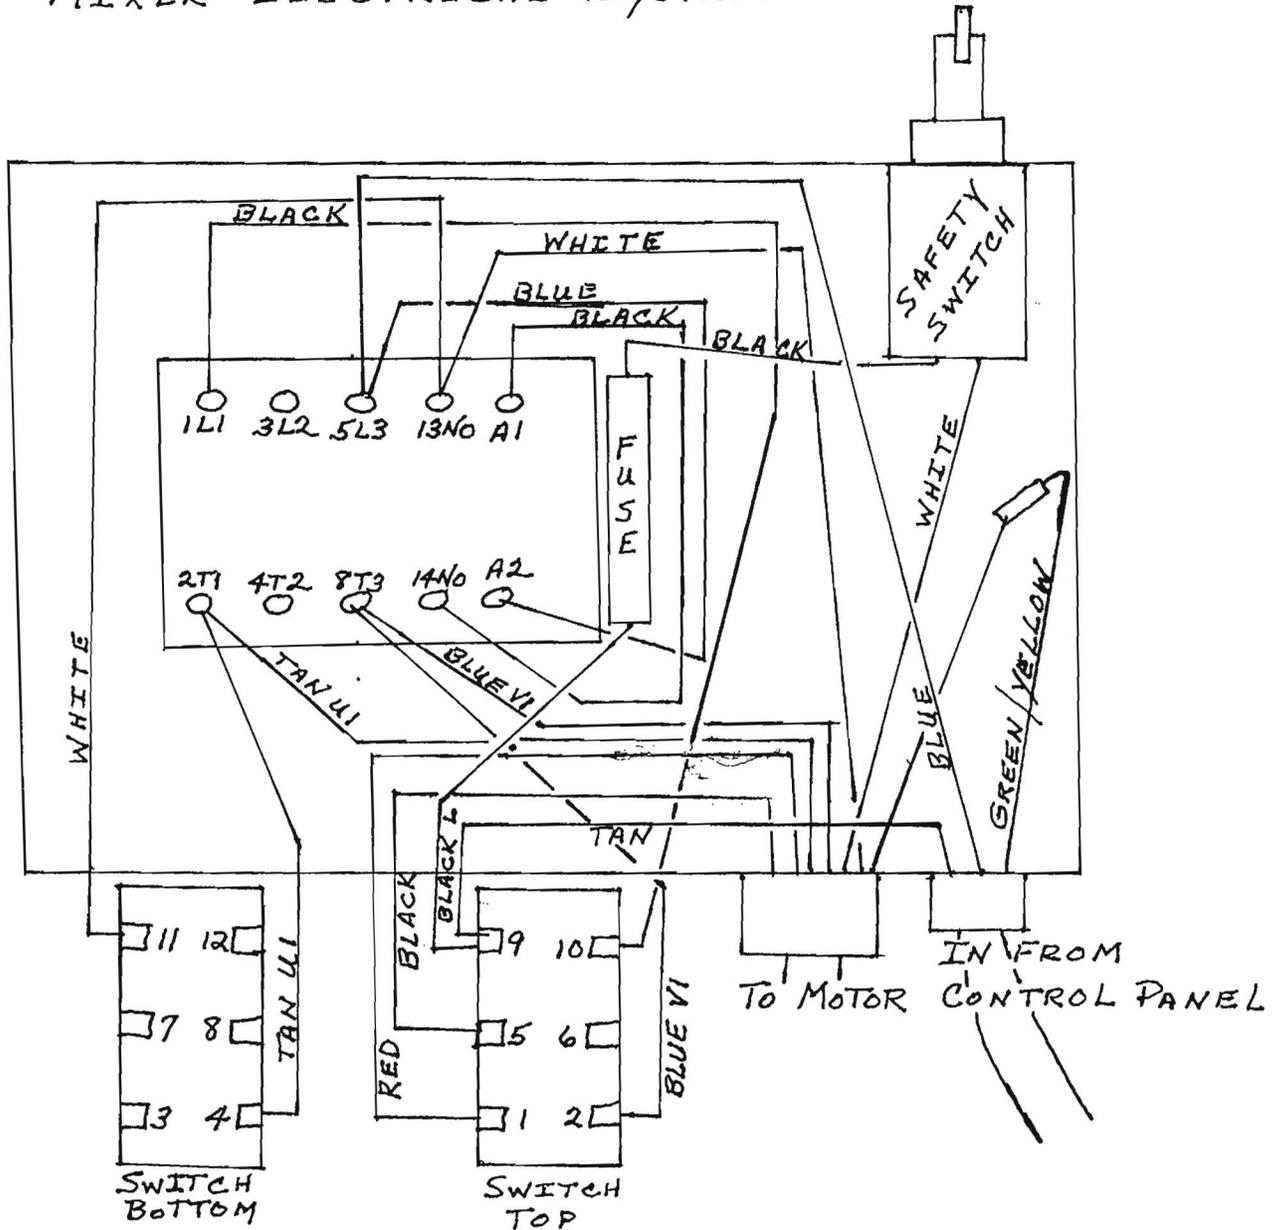 MIXER ELECTRICAL
BLACK
WHITE
BLUE
BLACK
BLACK
SAFETY
SWITCH
1L1 3L2 5L3 13NO A1
FUSE
WHITE
2T1 4T2 8T3 14NO A2
WHITE
TAN U1
BLUE V1
BLUE
GREEN/YELLOW
TAN
BLACK L
BLACK
11 12
9 10
IN FROM
TO MOTOR CONTROL PANEL
TAN U1
BLUE V1
7 8
5 6
RED
3 4
1 2
SWITCH
BOTTOM
SWITCH
TOP